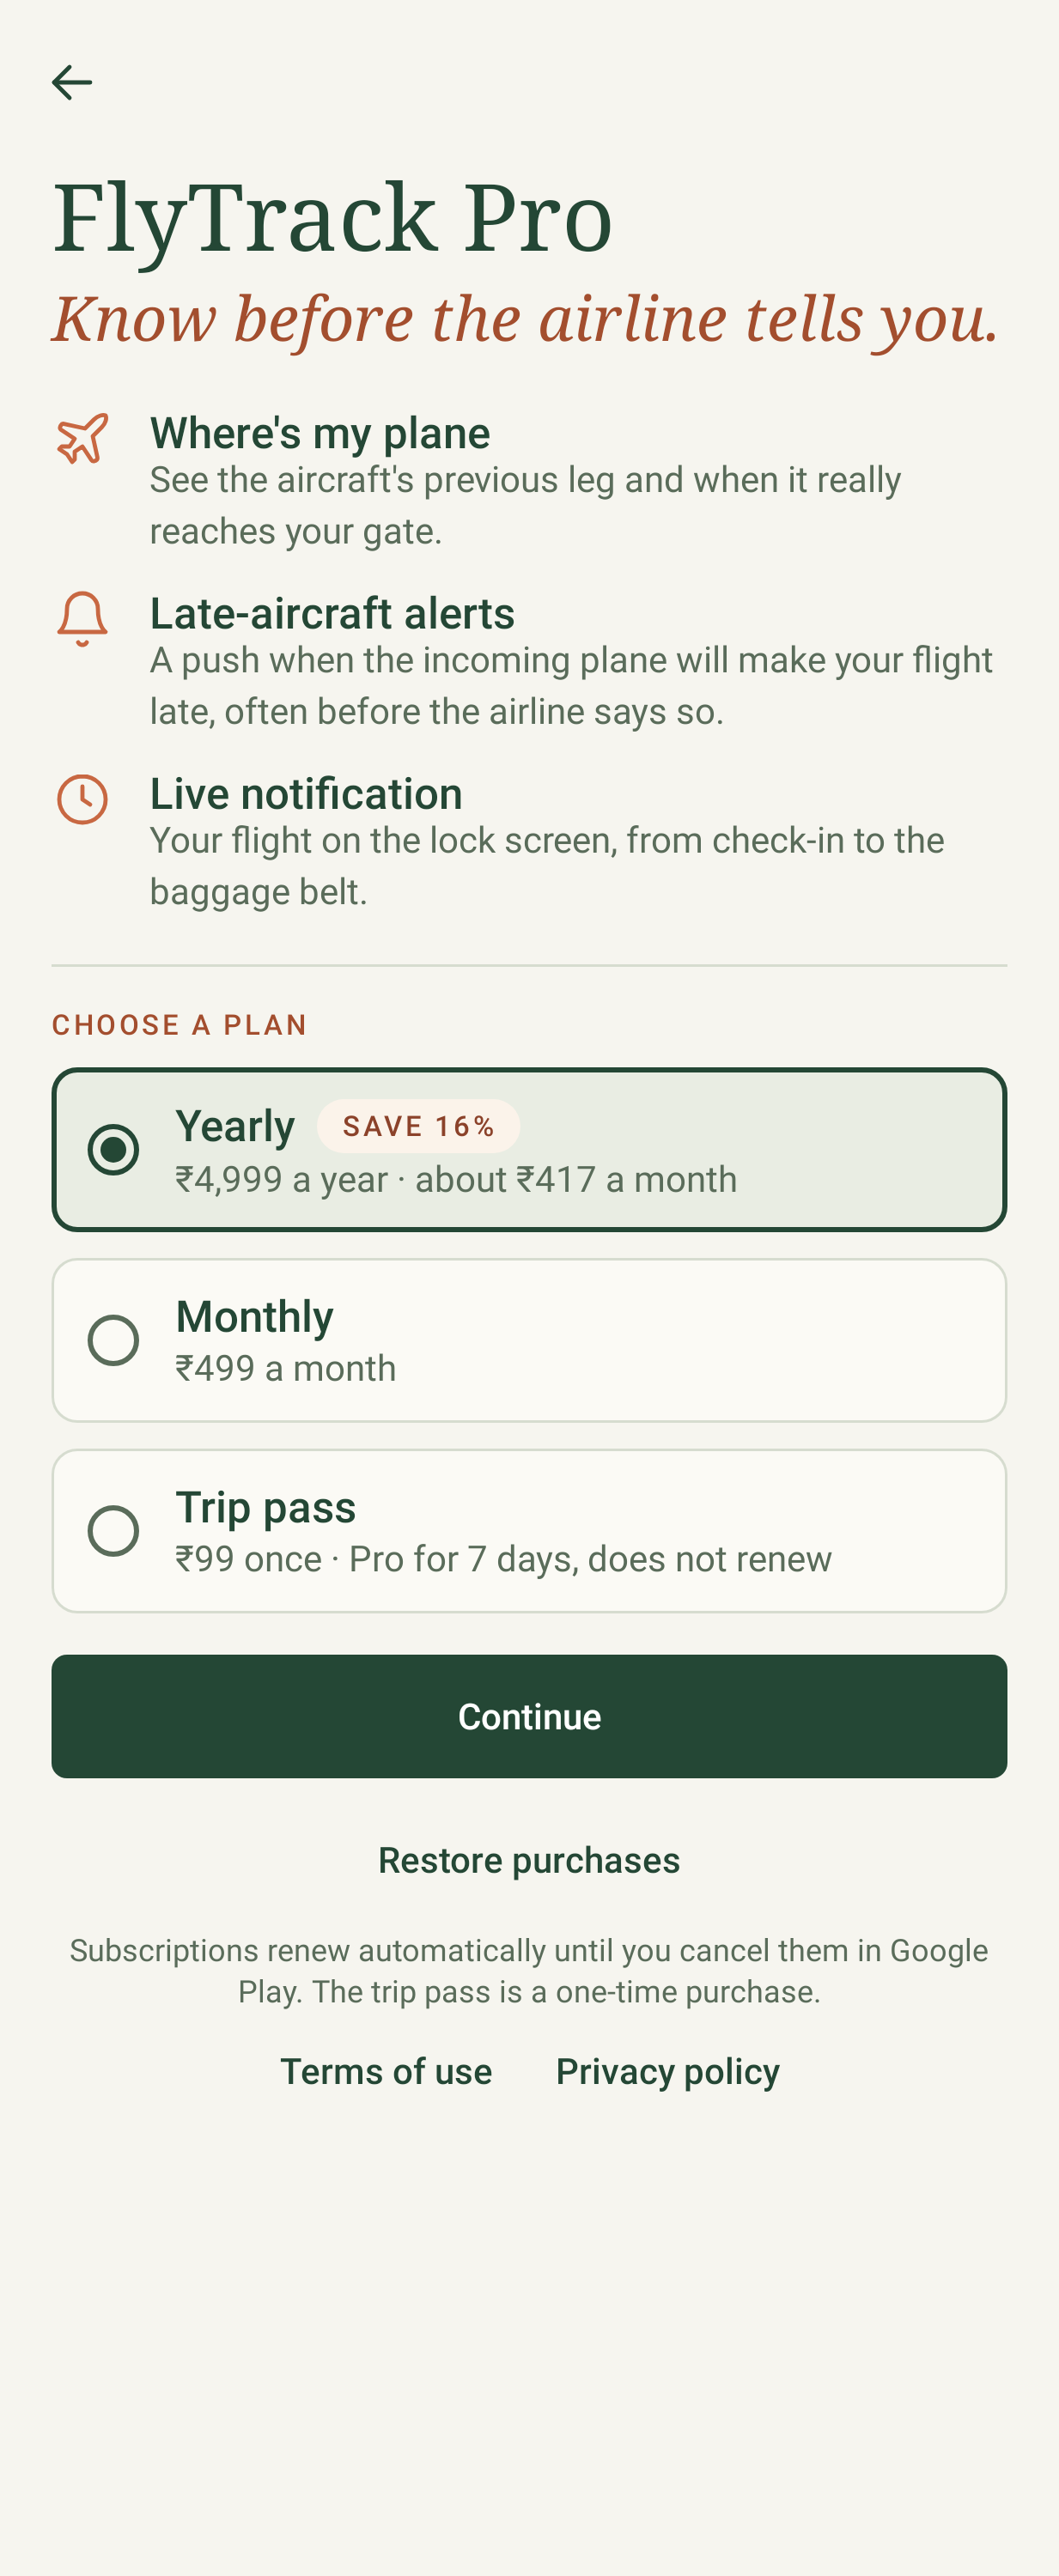 FlyTrack Pro
Know before the airline tells you.
Where's my plane
See the aircraft's previous leg and when it really
reaches your gate.
Late-aircraft alerts
A push when the incoming plane will make your flight
late, often before the airline says so.
Live notification
Your flight on the lock screen, from check-in to the
baggage belt.
CHOOSE A PLAN
Yearly SAVE 16%
₹4,999 a year · about ₹417 a month
Monthly
₹499 a month
Trip pass
₹99 once · Pro for 7 days, does not renew
Continue
Restore purchases
Subscriptions renew automatically until you cancel them in Google
Play. The trip pass is a one-time purchase.
Terms of use Privacy policy